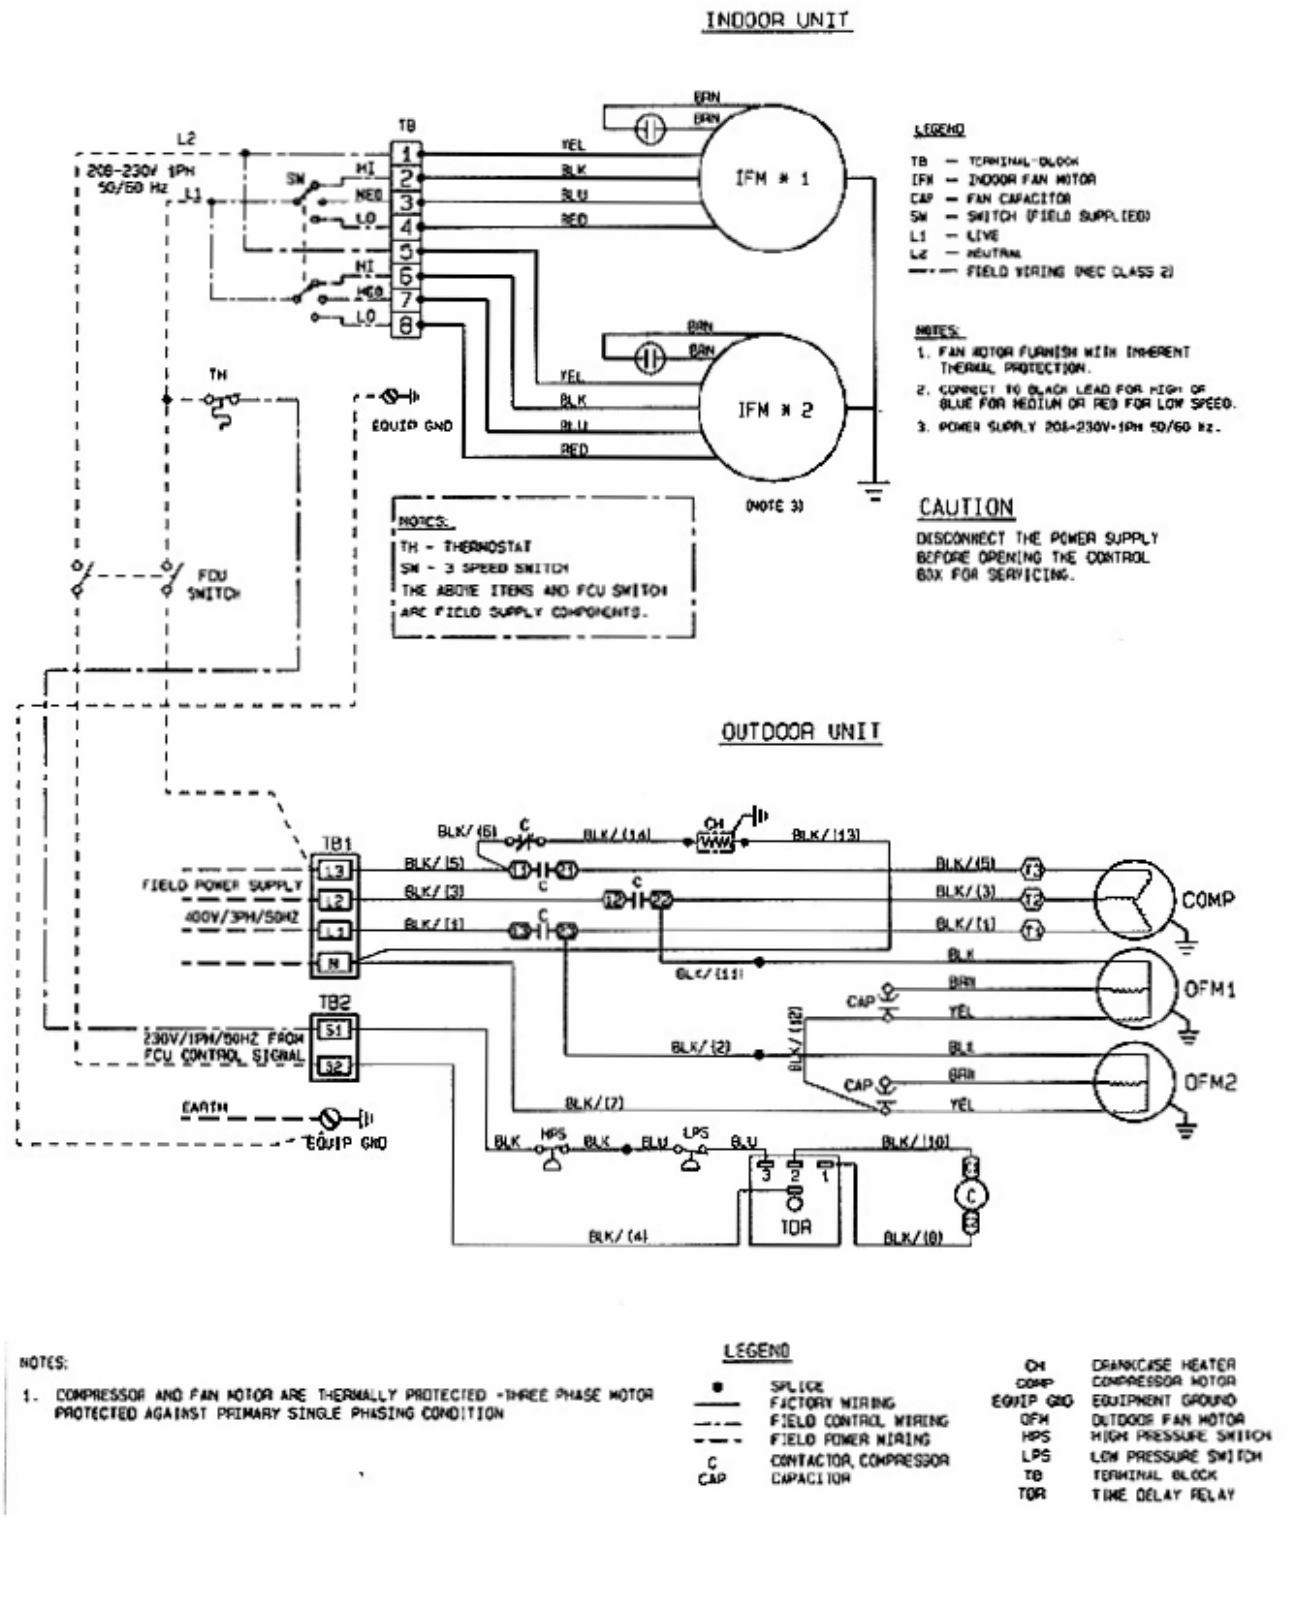 INDOOR UNIT
L2
208-230V 1PH
50/60 Hz
L1
SW
HI
MED
LO
HI
MED
LO
TB
1
2
3
4
5
6
7
8
YEL
BLK
BLU
RED
BRN
BRN
IFM # 1
YEL
BLK
BLU
RED
BRN
BRN
IFM # 2
(NOTE 3)
TH
EQUIP GND
FCU
SWITCH
NOTES:
TH - THERMOSTAT
SW - 3 SPEED SWITCH
THE ABOVE ITEMS AND FCU SWITCH
ARE FIELD SUPPLY COMPONENTS.
LEGEND
TB — TERMINAL-BLOCK
IFM — INDOOR FAN MOTOR
CAP — FAN CAPACITOR
SW — SWITCH (FIELD SUPPLIED)
L1 — LIVE
L2 — NEUTRAL
FIELD WIRING (NEC CLASS 2)
NOTES:
1. FAN MOTOR FURNISH WITH INHERENT
THERMAL PROTECTION.
2. CONNECT TO BLACK LEAD FOR HIGH OR
BLUE FOR MEDIUM OR RED FOR LOW SPEED.
3. POWER SUPPLY 208-230V-1PH 50/60 Hz.
CAUTION
DISCONNECT THE POWER SUPPLY
BEFORE OPENING THE CONTROL
BOX FOR SERVICING.
OUTDOOR UNIT
TB1
L3
L2
L1
N
FIELD POWER SUPPLY
400V/3PH/50HZ
BLK/(6)
C
BLK/(14)
CH
BLK/(13)
BLK/(5)
11
21
C
BLK/(5)
T3
BLK/(3)
12
22
C
BLK/(3)
T2
BLK/(1)
13
23
C
BLK/(1)
T1
COMP
BLK/(11)
BLK
BRN
YEL
CAP
OFM1
BLK/(12)
BLK/(2)
BLK
BRN
YEL
CAP
OFM2
BLK/(7)
TB2
S1
S2
230V/1PH/50HZ FROM
FCU CONTROL SIGNAL
EARTH
EQUIP GND
BLK
HPS
BLK
BLU
LPS
BLU
3
2
1
TDR
BLK/(10)
C
BLK/(4)
BLK/(8)
NOTES:
1. COMPRESSOR AND FAN MOTOR ARE THERMALLY PROTECTED -THREE PHASE MOTOR
PROTECTED AGAINST PRIMARY SINGLE PHASING CONDITION
LEGEND
SPLICE
FACTORY WIRING
FIELD CONTROL WIRING
FIELD POWER WIRING
C CONTACTOR, COMPRESSOR
CAP CAPACITOR
CH CRANKCASE HEATER
COMP COMPRESSOR MOTOR
EQUIP GND EQUIPMENT GROUND
OFM OUTDOOR FAN MOTOR
HPS HIGH PRESSURE SWITCH
LPS LOW PRESSURE SWITCH
TB TERMINAL BLOCK
TDR TIME DELAY RELAY